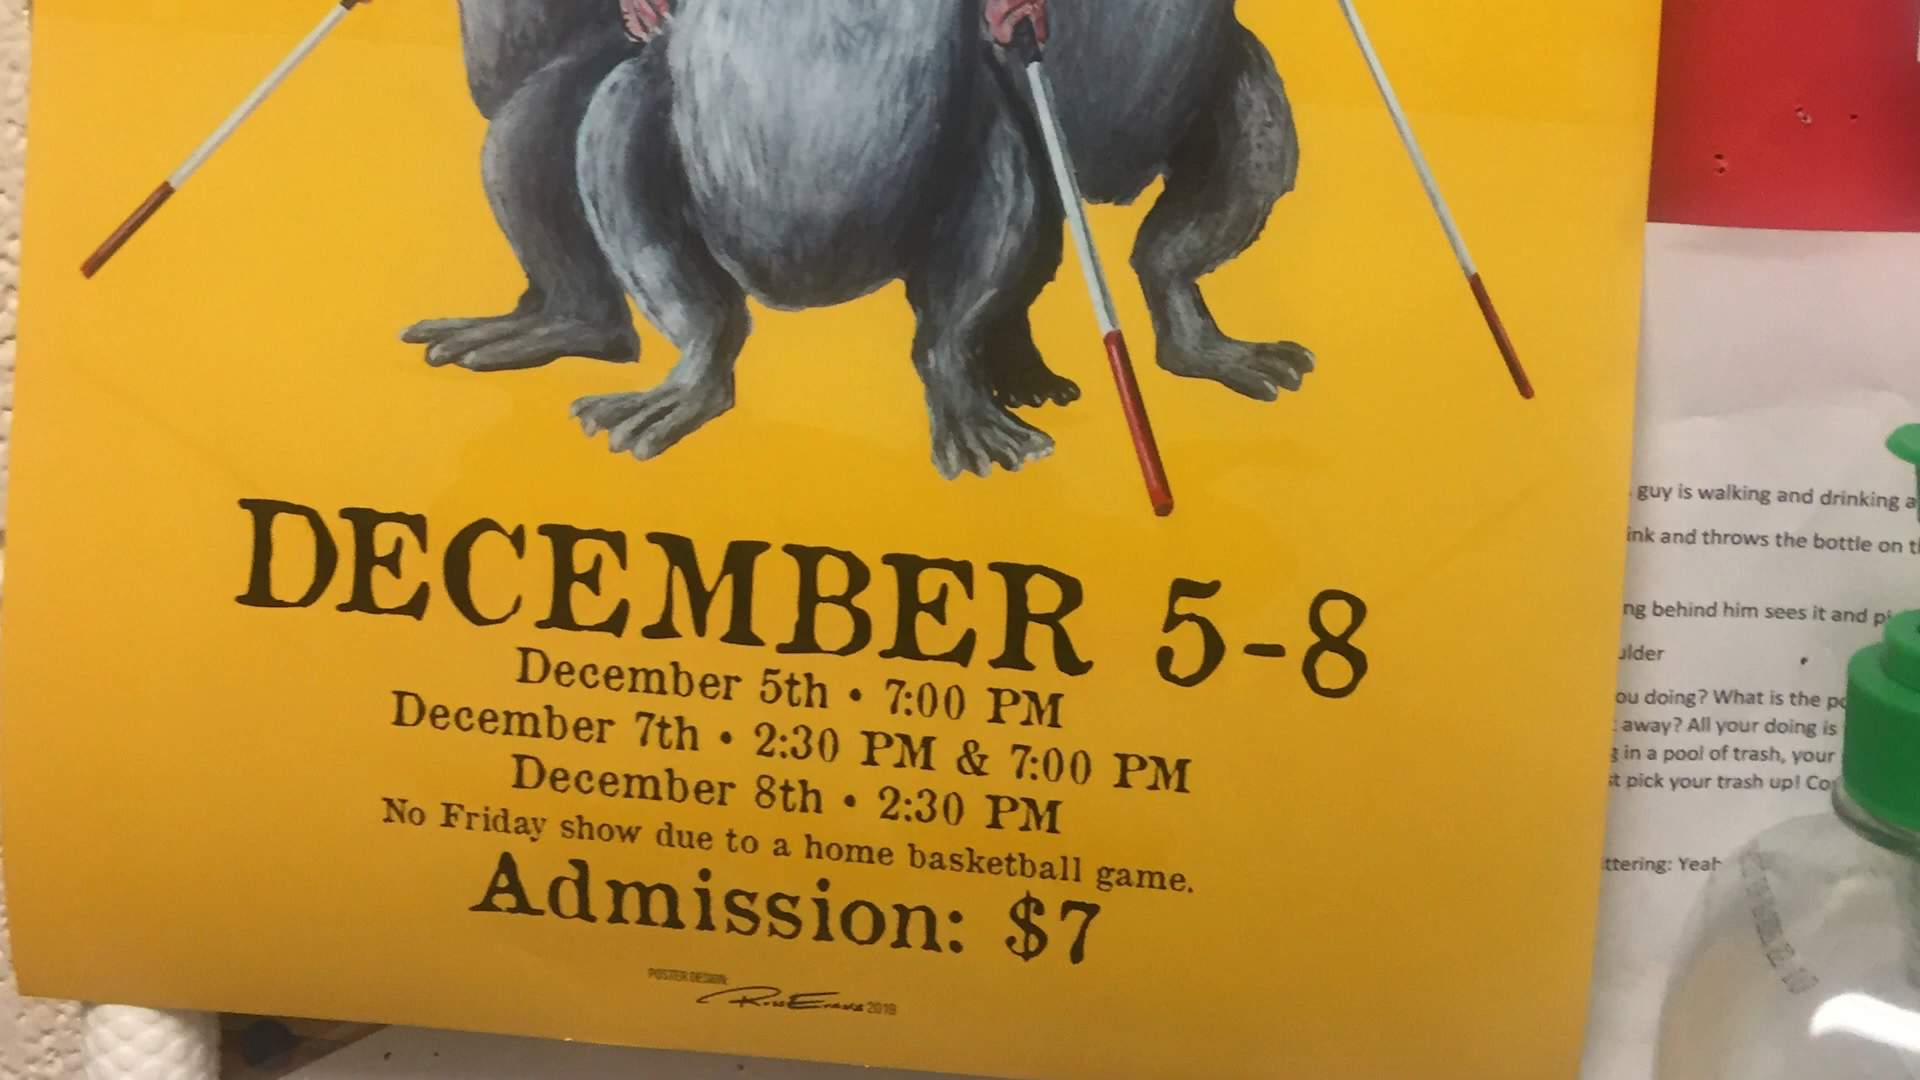 DECEMBER 5-8
December 5th • 7:00 PM
December 7th • 2:30 PM & 7:00 PM
December 8th • 2:30 PM
No Friday show due to a home basketball game.
Admission: $7
POSTER DESIGN:
Ross Evans 2019
guy is walking and drinking a
ink and throws the bottle on
ng behind him sees it and
ulder
ou doing? What is the
away? All your doing is
in a pool of trash, your
pick your trash up!
ttering: Yeah